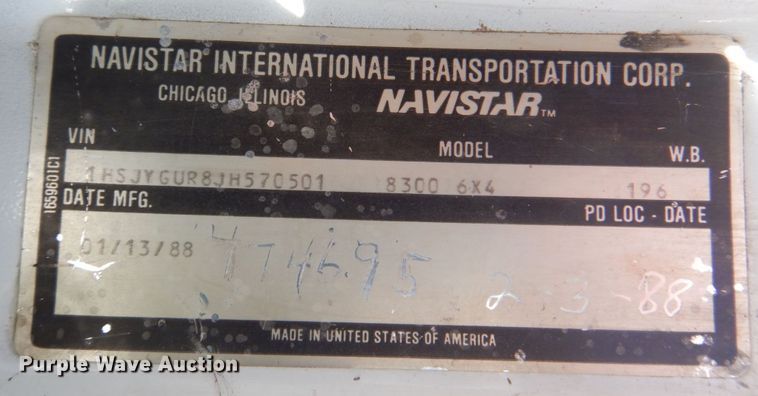 NAVISTAR INTERNATIONAL TRANSPORTATION CORP.
CHICAGO ILLINOIS NAVISTAR™
VIN MODEL W.B.
1HSJYGUR8JH570501 8300 6X4 196
DATE MFG. PD LOC - DATE
01/13/88 474695 2-3-88
MADE IN UNITED STATES OF AMERICA
1659601C1
Purple Wave Auction